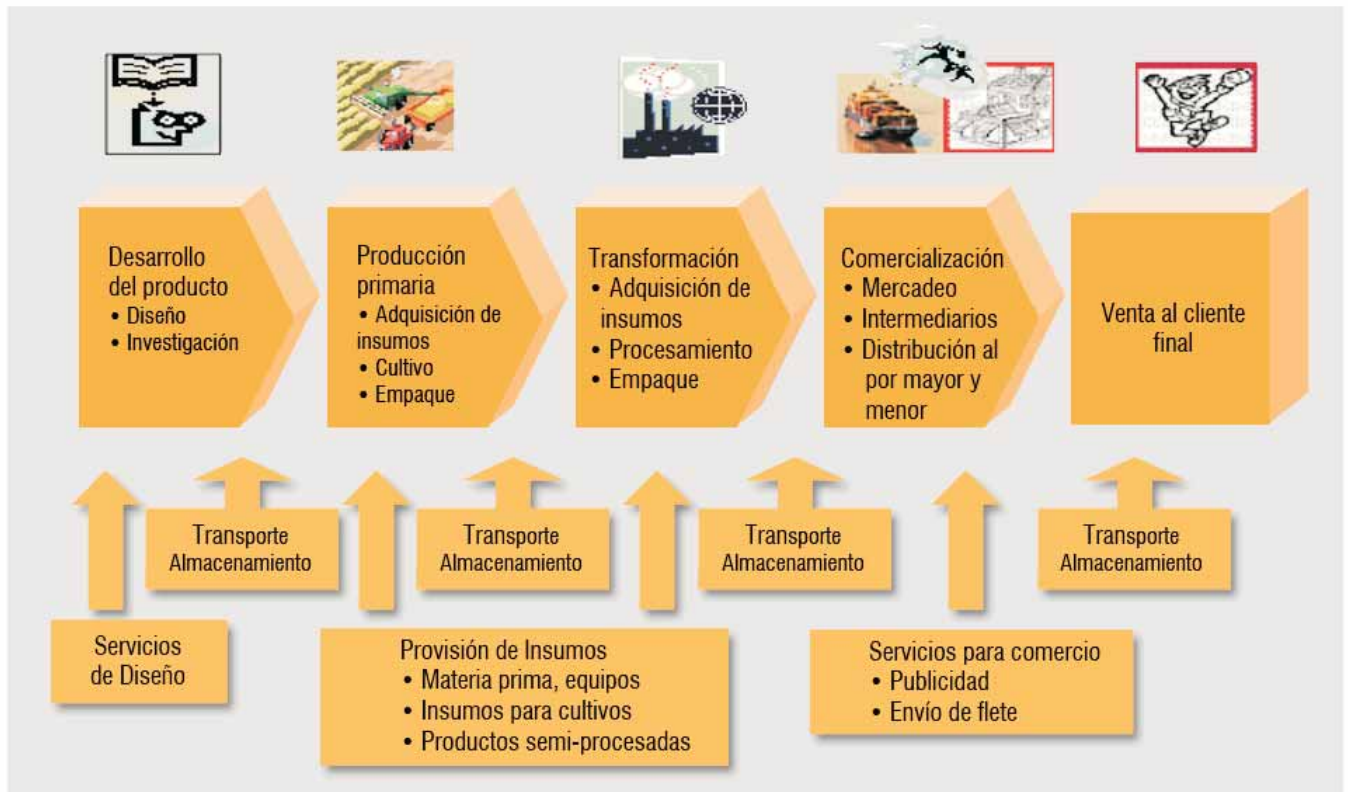 Desarrollo
del producto
• Diseño
• Investigación
Producción
primaria
• Adquisición de
insumos
• Cultivo
• Empaque
Transformación
• Adquisición de
insumos
• Procesamiento
• Empaque
Comercialización
• Mercadeo
• Intermediarios
• Distribución al
por mayor y
menor
Venta al cliente
final
Transporte
Almacenamiento
Transporte
Almacenamiento
Transporte
Almacenamiento
Transporte
Almacenamiento
Servicios
de Diseño
Provisión de Insumos
• Materia prima, equipos
• Insumos para cultivos
• Productos semi-procesadas
Servicios para comercio
• Publicidad
• Envío de flete